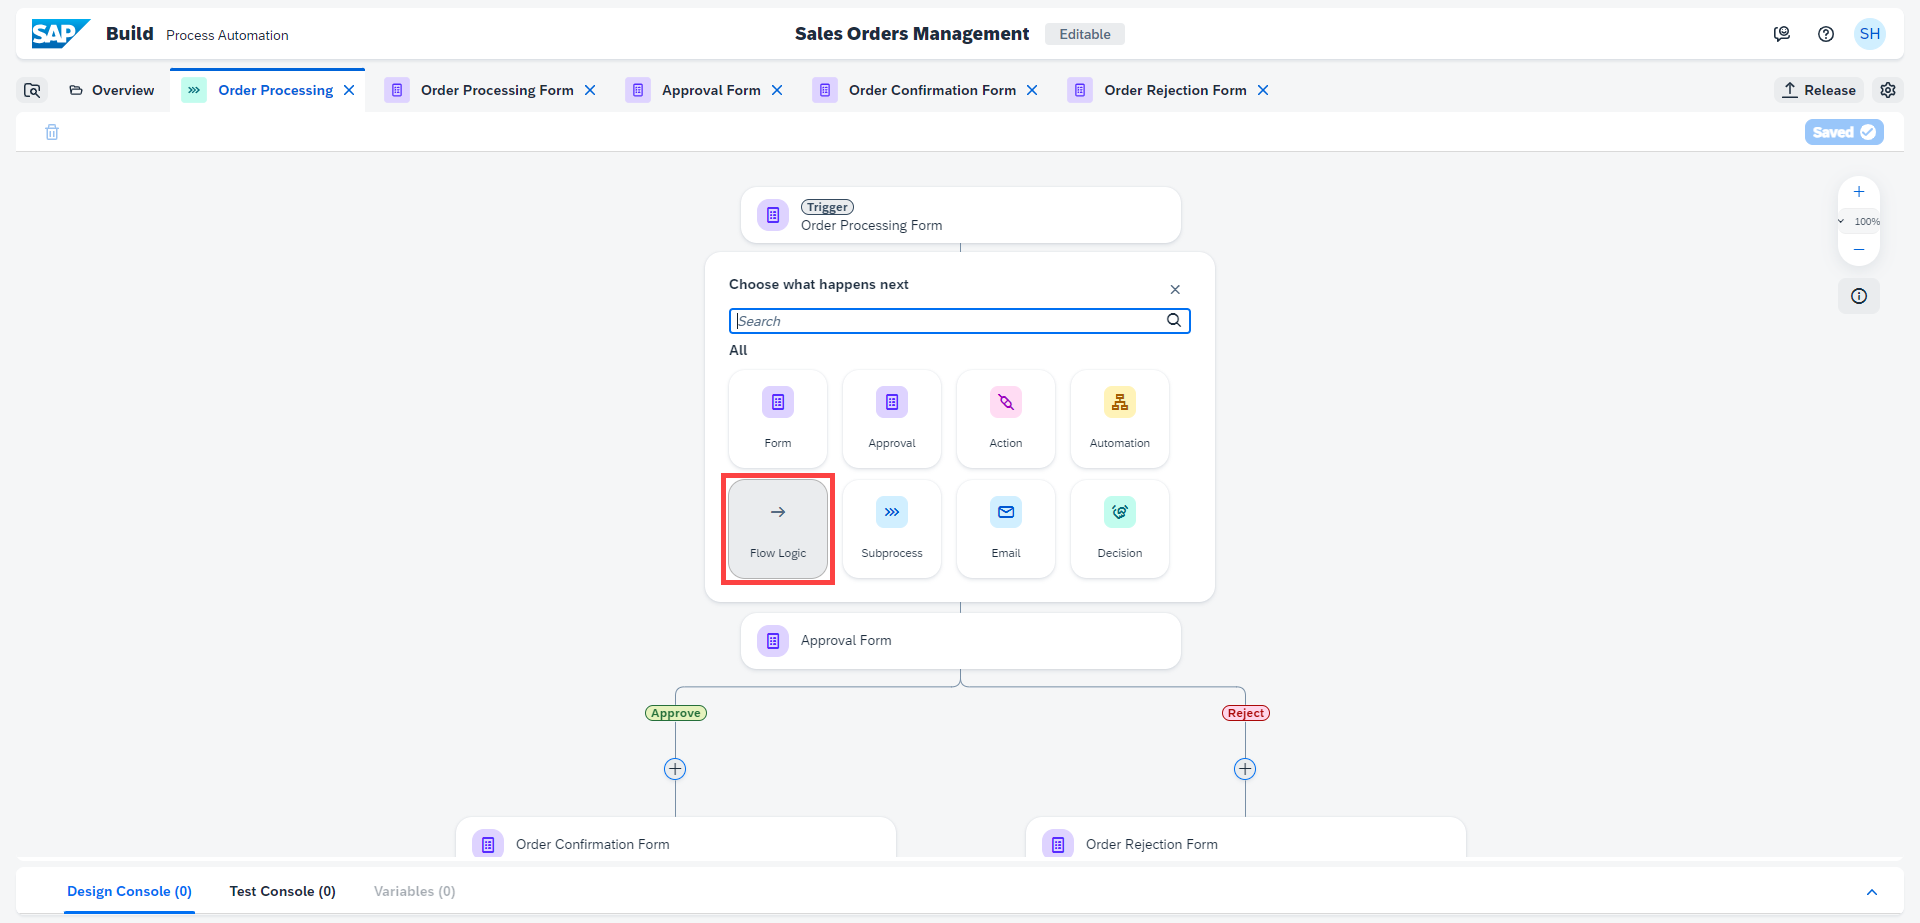 SAP Build Process Automation
Sales Orders Management Editable
SH
Overview
Order Processing
Order Processing Form
Approval Form
Order Confirmation Form
Order Rejection Form
Release
Saved
100%
Trigger
Order Processing Form
Choose what happens next
Search
All
Form
Approval
Action
Automation
Flow Logic
Subprocess
Email
Decision
Approval Form
Approve
Reject
Order Confirmation Form
Order Rejection Form
Design Console (0)
Test Console (0)
Variables (0)